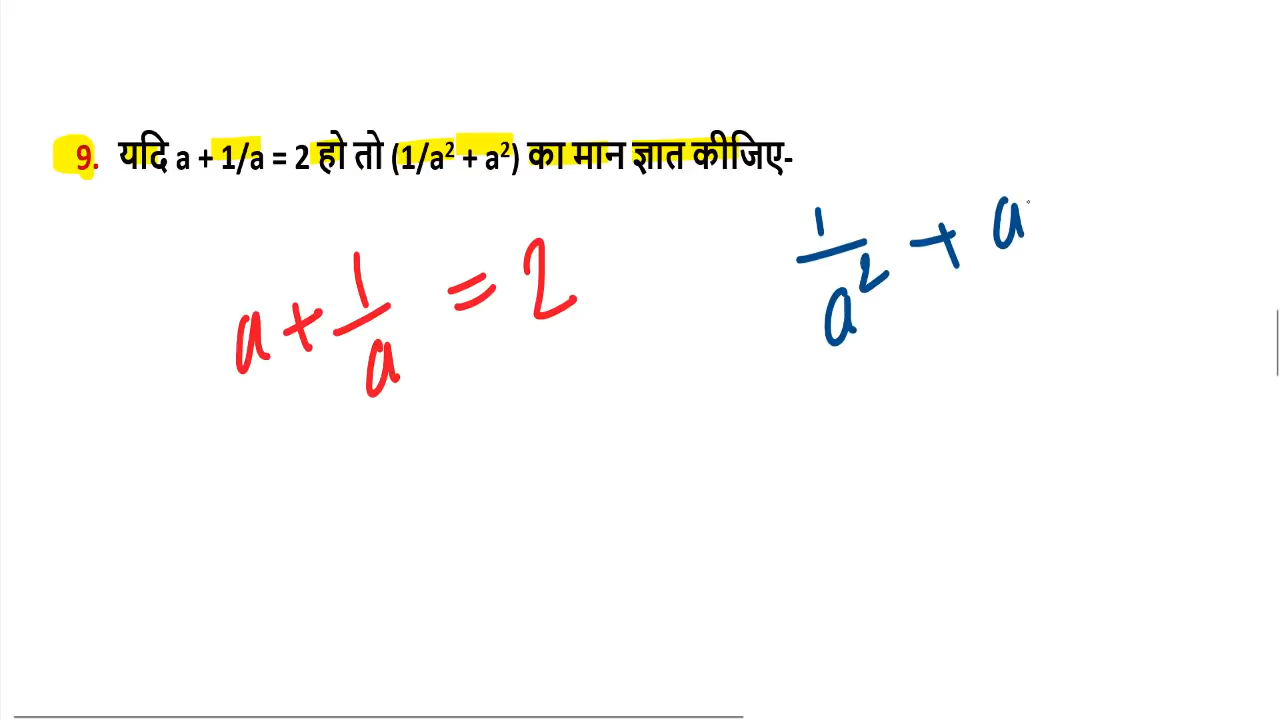 9. यदि a + 1/a = 2 हो तो (1/a² + a²) का मान ज्ञात कीजिए-
a + 1/a = 2
1/a² + a